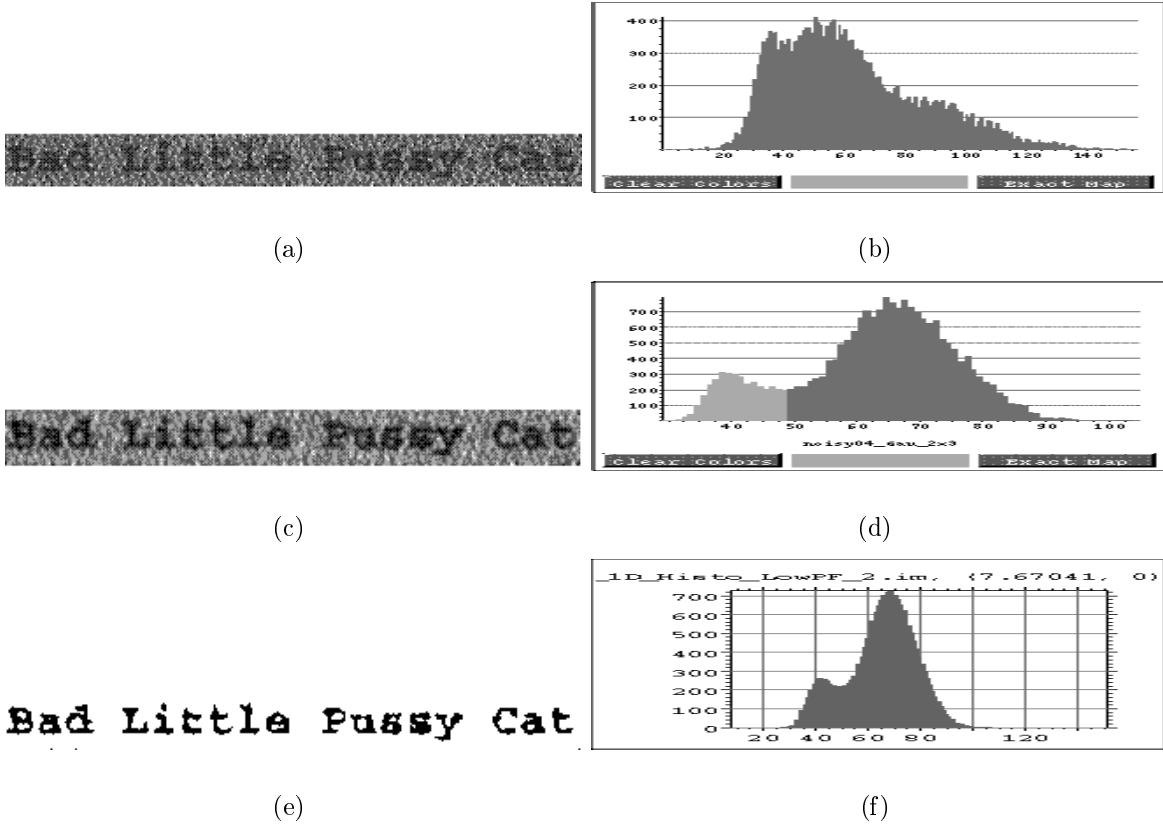 400
300
200
100
20 40 60 80 100 120 140
Bad Little Pussy Cat
Clear Colors Exact Map
(a) (b)
700
600
500
400
300
200
100
40 50 60 70 80 90 100
noisy04_Gau_2x3
Bad Little Pussy Cat
Clear Colors Exact Map
(c) (d)
_1D_Histo_LowPF_2.im, (7.67041, 0)
700
600
500
400
300
200
100
0
20 40 60 80 120
Bad Little Pussy Cat
(e) (f)